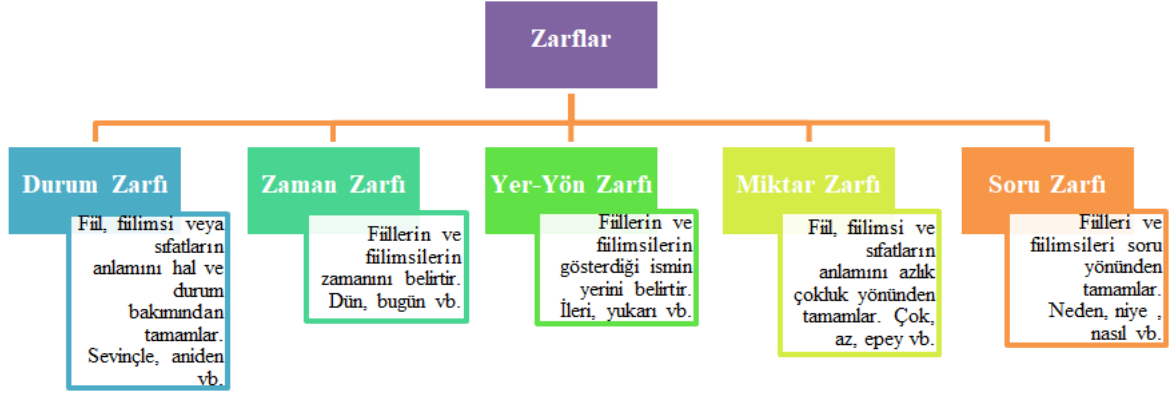 Zarflar
Durum Zarfı
Fiil, fiilimsi veya
sıfatların
anlamını hal ve
durum
bakımından
tamamlar.
Sevinçle, aniden
vb.
Zaman Zarfı
Fiillerin ve
fiilimsilerin
zamanını belirtir.
Dün, bugün vb.
Yer-Yön Zarfı
Fiillerin ve
fiilimsilerin
gösterdiği ismin
yerini belirtir.
İleri, yukarı vb.
Miktar Zarfı
Fiil, fiilimsi ve
sıfatların
anlamını azlık
çokluk yönünden
tamamlar. Çok,
az, epey vb.
Soru Zarfı
Fiilleri ve
fiilimsileri soru
yönünden
tamamlar.
Neden, niye ,
nasıl vb.